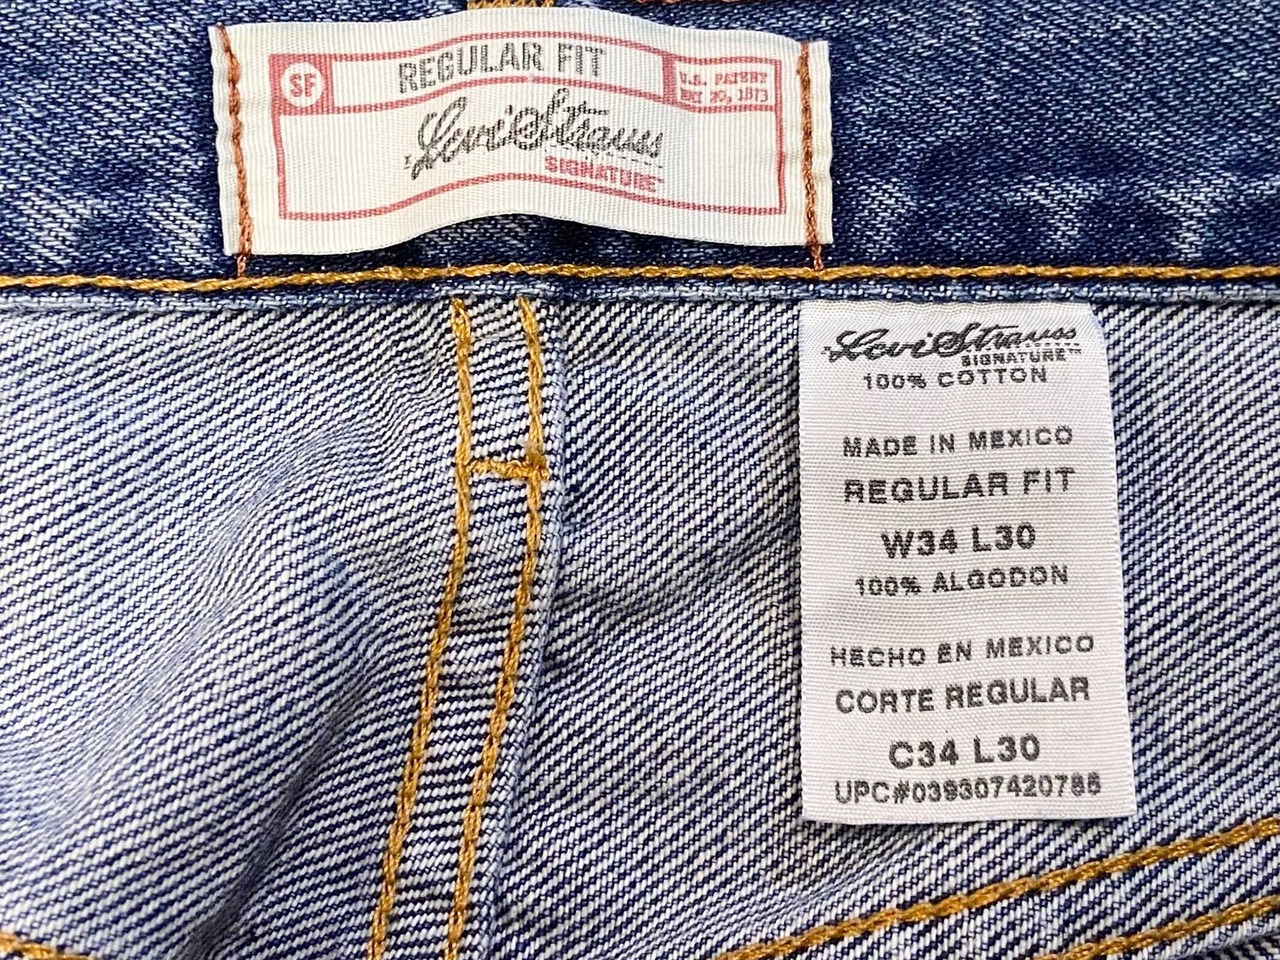 SF
REGULAR FIT
U.S. PATENT
MAY 20, 1873
Levi Strauss
SIGNATURE™
Levi Strauss
SIGNATURE™
100% COTTON
MADE IN MEXICO
REGULAR FIT
W34 L30
100% ALGODON
HECHO EN MEXICO
CORTE REGULAR
C34 L30
UPC#039307420786